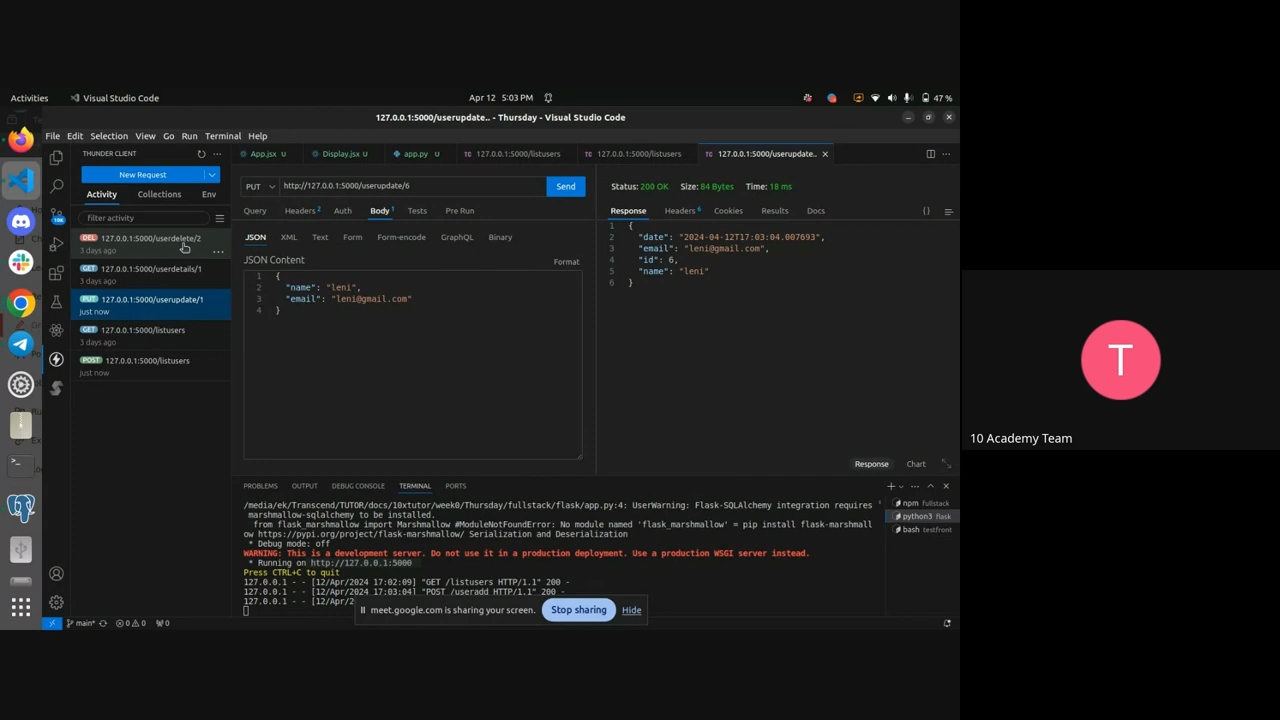 Activities
Visual Studio Code
Apr 12 5:03 PM
47 %
127.0.0.1:5000/userupdate.. - Thursday - Visual Studio Code
File Edit Selection View Go Run Terminal Help
THUNDER CLIENT
App.jsx U
Display.jsx U
app.py U
127.0.0.1:5000/listusers
127.0.0.1:5000/listusers
127.0.0.1:5000/userupdate..
New Request
Activity Collections Env
filter activity
DEL 127.0.0.1:5000/userdelete/2
3 days ago
GET 127.0.0.1:5000/userdetails/1
3 days ago
PUT 127.0.0.1:5000/userupdate/1
just now
GET 127.0.0.1:5000/listusers
3 days ago
POST 127.0.0.1:5000/listusers
just now
10K
PUT http://127.0.0.1:5000/userupdate/6 Send
Query Headers 2 Auth Body 1 Tests Pre Run
JSON XML Text Form Form-encode GraphQL Binary
JSON Content Format
1 {
2 "name": "leni",
3 "email": "leni@gmail.com"
4 }
Status: 200 OK Size: 84 Bytes Time: 18 ms
Response Headers 6 Cookies Results Docs
{}
1 {
2 "date": "2024-04-12T17:03:04.007693",
3 "email": "leni@gmail.com",
4 "id": 6,
5 "name": "leni"
6 }
Response Chart
PROBLEMS OUTPUT DEBUG CONSOLE TERMINAL PORTS
/media/ek/Transcend/TUTOR/docs/10xtutor/week0/Thursday/fullstack/flask/app.py:4: UserWarning: Flask-SQLAlchemy integration requires
marshmallow-sqlalchemy to be installed.
from flask_marshmallow import Marshmallow #ModuleNotFoundError: No module named 'flask_marshmallow' = pip install flask-marshmall
ow https://pypi.org/project/flask-marshmallow/ Serialization and Deserialization
* Debug mode: off
WARNING: This is a development server. Do not use it in a production deployment. Use a production WSGI server instead.
* Running on http://127.0.0.1:5000
Press CTRL+C to quit
127.0.0.1 - - [12/Apr/2024 17:02:09] "GET /listusers HTTP/1.1" 200 -
127.0.0.1 - - [12/Apr/2024 17:03:04] "POST /useradd HTTP/1.1" 200 -
127.0.0.1 - - [12/Apr/2
npm fullstack
python3 flask
bash testfront
meet.google.com is sharing your screen. Stop sharing Hide
main* 0 0 0
T
10 Academy Team